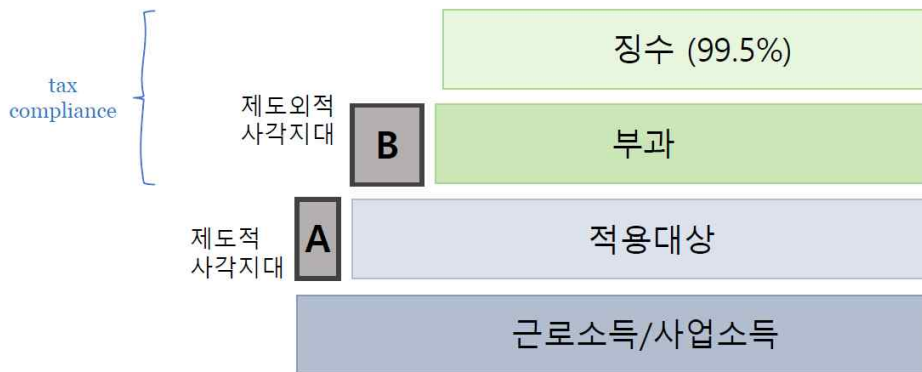 징수 (99.5%)
tax
compliance
제도외적
사각지대
B
부과
제도적
사각지대
A
적용대상
근로소득/사업소득